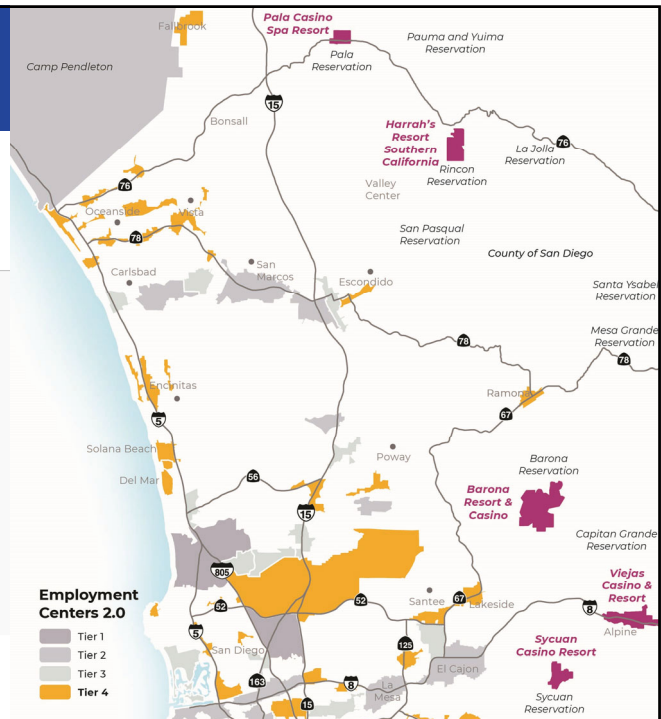 Fallbrook
Pala Casino
Spa Resort
Pauma and Yuima
Reservation
Pala
Reservation
Camp Pendleton
15
Bonsall
Harrah's
Resort
Southern
California
76
La Jolla
Reservation
Rincon
Reservation
Valley
Center
76
Oceanside
Vista
78
San Pasqual
Reservation
County of San Diego
Carlsbad
San
Marcos
Escondido
Santa Ysabel
Reservation
Mesa Grande
Reservation
78
78
Encinitas
Ramona
67
5
Solana Beach
Del Mar
56
Poway
15
Barona
Reservation
Barona
Resort &
Casino
Capitan Grande
Reservation
805
Viejas
Casino &
Resort
8
Alpine
Employment
Centers 2.0
Tier 1
Tier 2
Tier 3
Tier 4
52
52
Santee
67
Lakeside
5
San Diego
125
El Cajon
Sycuan
Casino Resort
Sycuan
Reservation
163
8
La
Mesa
15